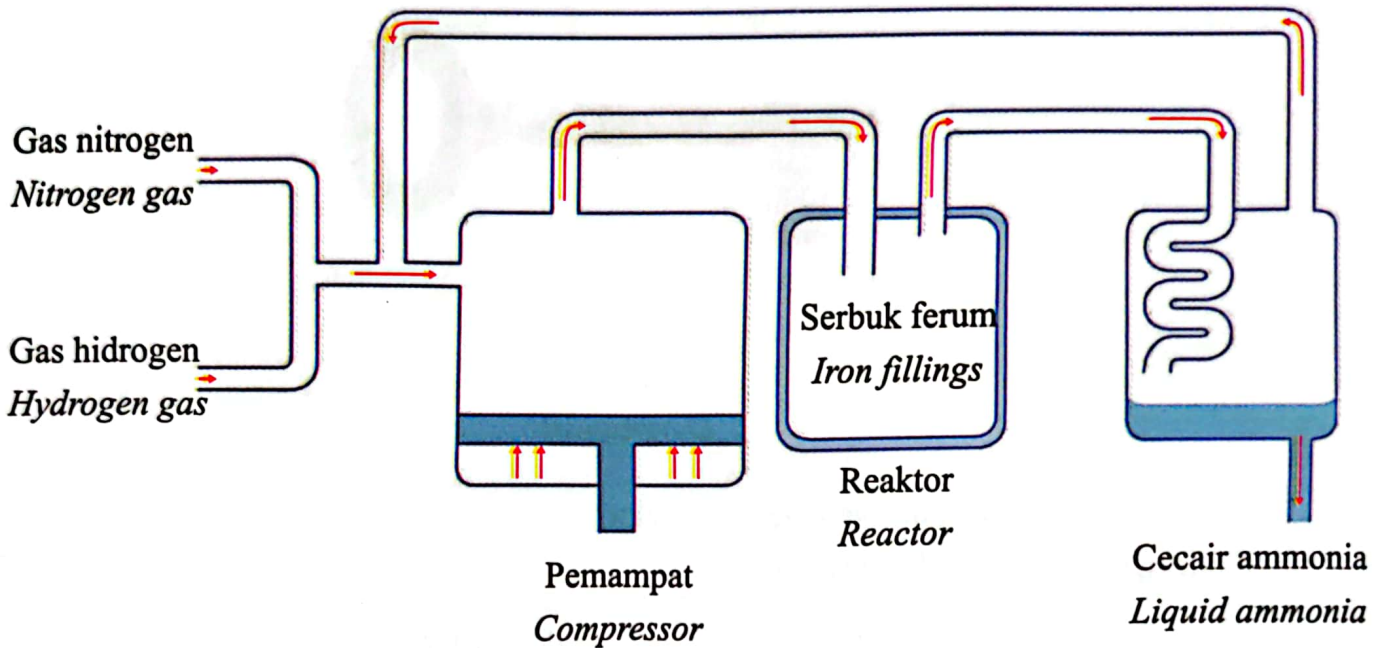 Gas nitrogen
Nitrogen gas
Gas hidrogen
Hydrogen gas
Pemampat
Compressor
Serbuk ferum
Iron fillings
Reaktor
Reactor
Cecair ammonia
Liquid ammonia